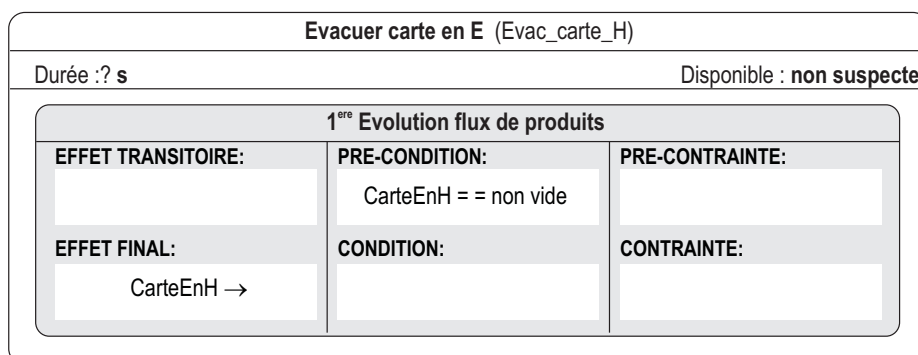 Evacuer carte en E (Evac_carte_H)
Durée :? s Disponible : non suspecte
1ere Evolution flux de produits
EFFET TRANSITOIRE: PRE-CONDITION: PRE-CONTRAINTE:
CarteEnH = = non vide
EFFET FINAL: CONDITION: CONTRAINTE:
CarteEnH →